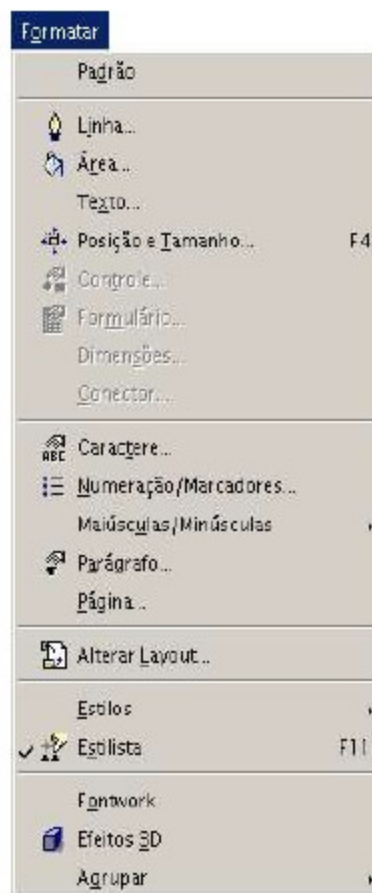 Formatar
Padrão
Linha...
Área...
Texto...
Posição e Tamanho... F4
Controle...
Formulário...
Dimensões...
Conector...
ABC Caractere...
Numeração/Marcadores...
Maiúsculas/Minúsculas
Parágrafo...
Página...
Alterar Layout...
Estilos
Estilista F11
Fontwork
Efeitos 3D
Agrupar